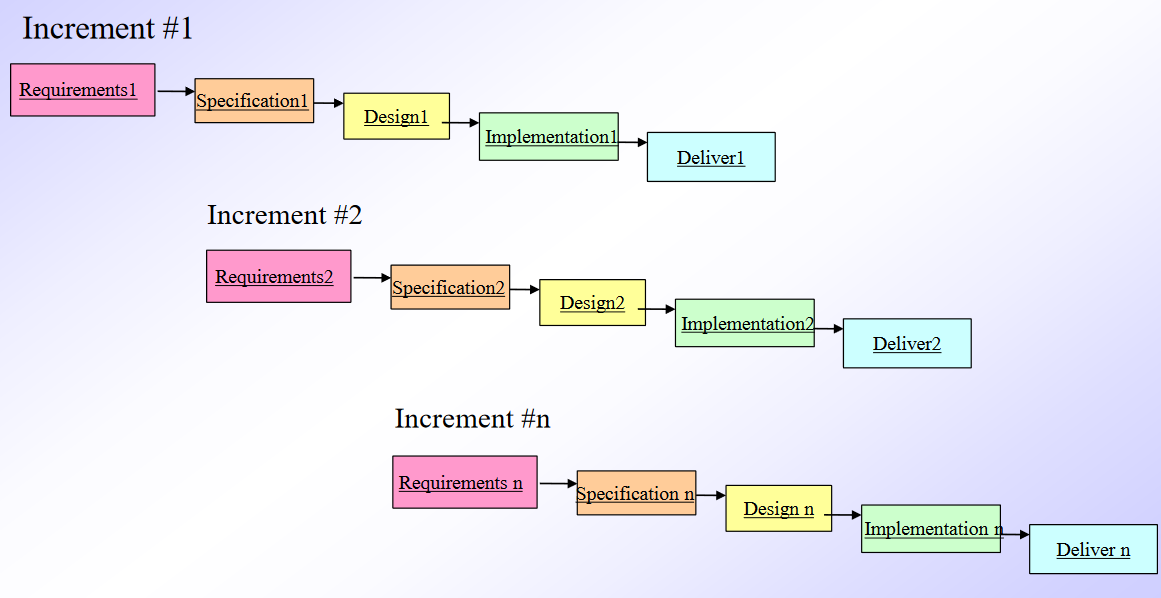 Increment #1
Requirements1
Specification1
Design1
Implementation1
Deliver1
Increment #2
Requirements2
Specification2
Design2
Implementation2
Deliver2
Increment #n
Requirements n
Specification n
Design n
Implementation n
Deliver n